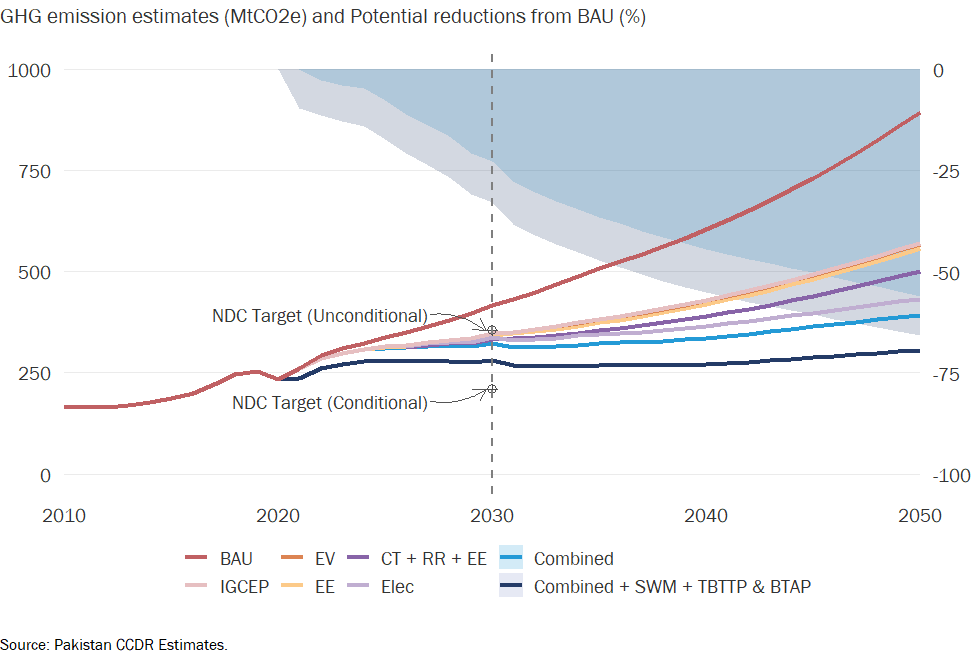 GHG emission estimates (MtCO2e) and Potential reductions from BAU (%)
1000 0
750 -25
500 -50
NDC Target (Unconditional)
250 -75
NDC Target (Conditional)
0 -100
2010 2020 2030 2040 2050
BAU EV CT + RR + EE Combined
IGCEP EE Elec Combined + SWM + TBTTP & BTAP
Source: Pakistan CCDR Estimates.